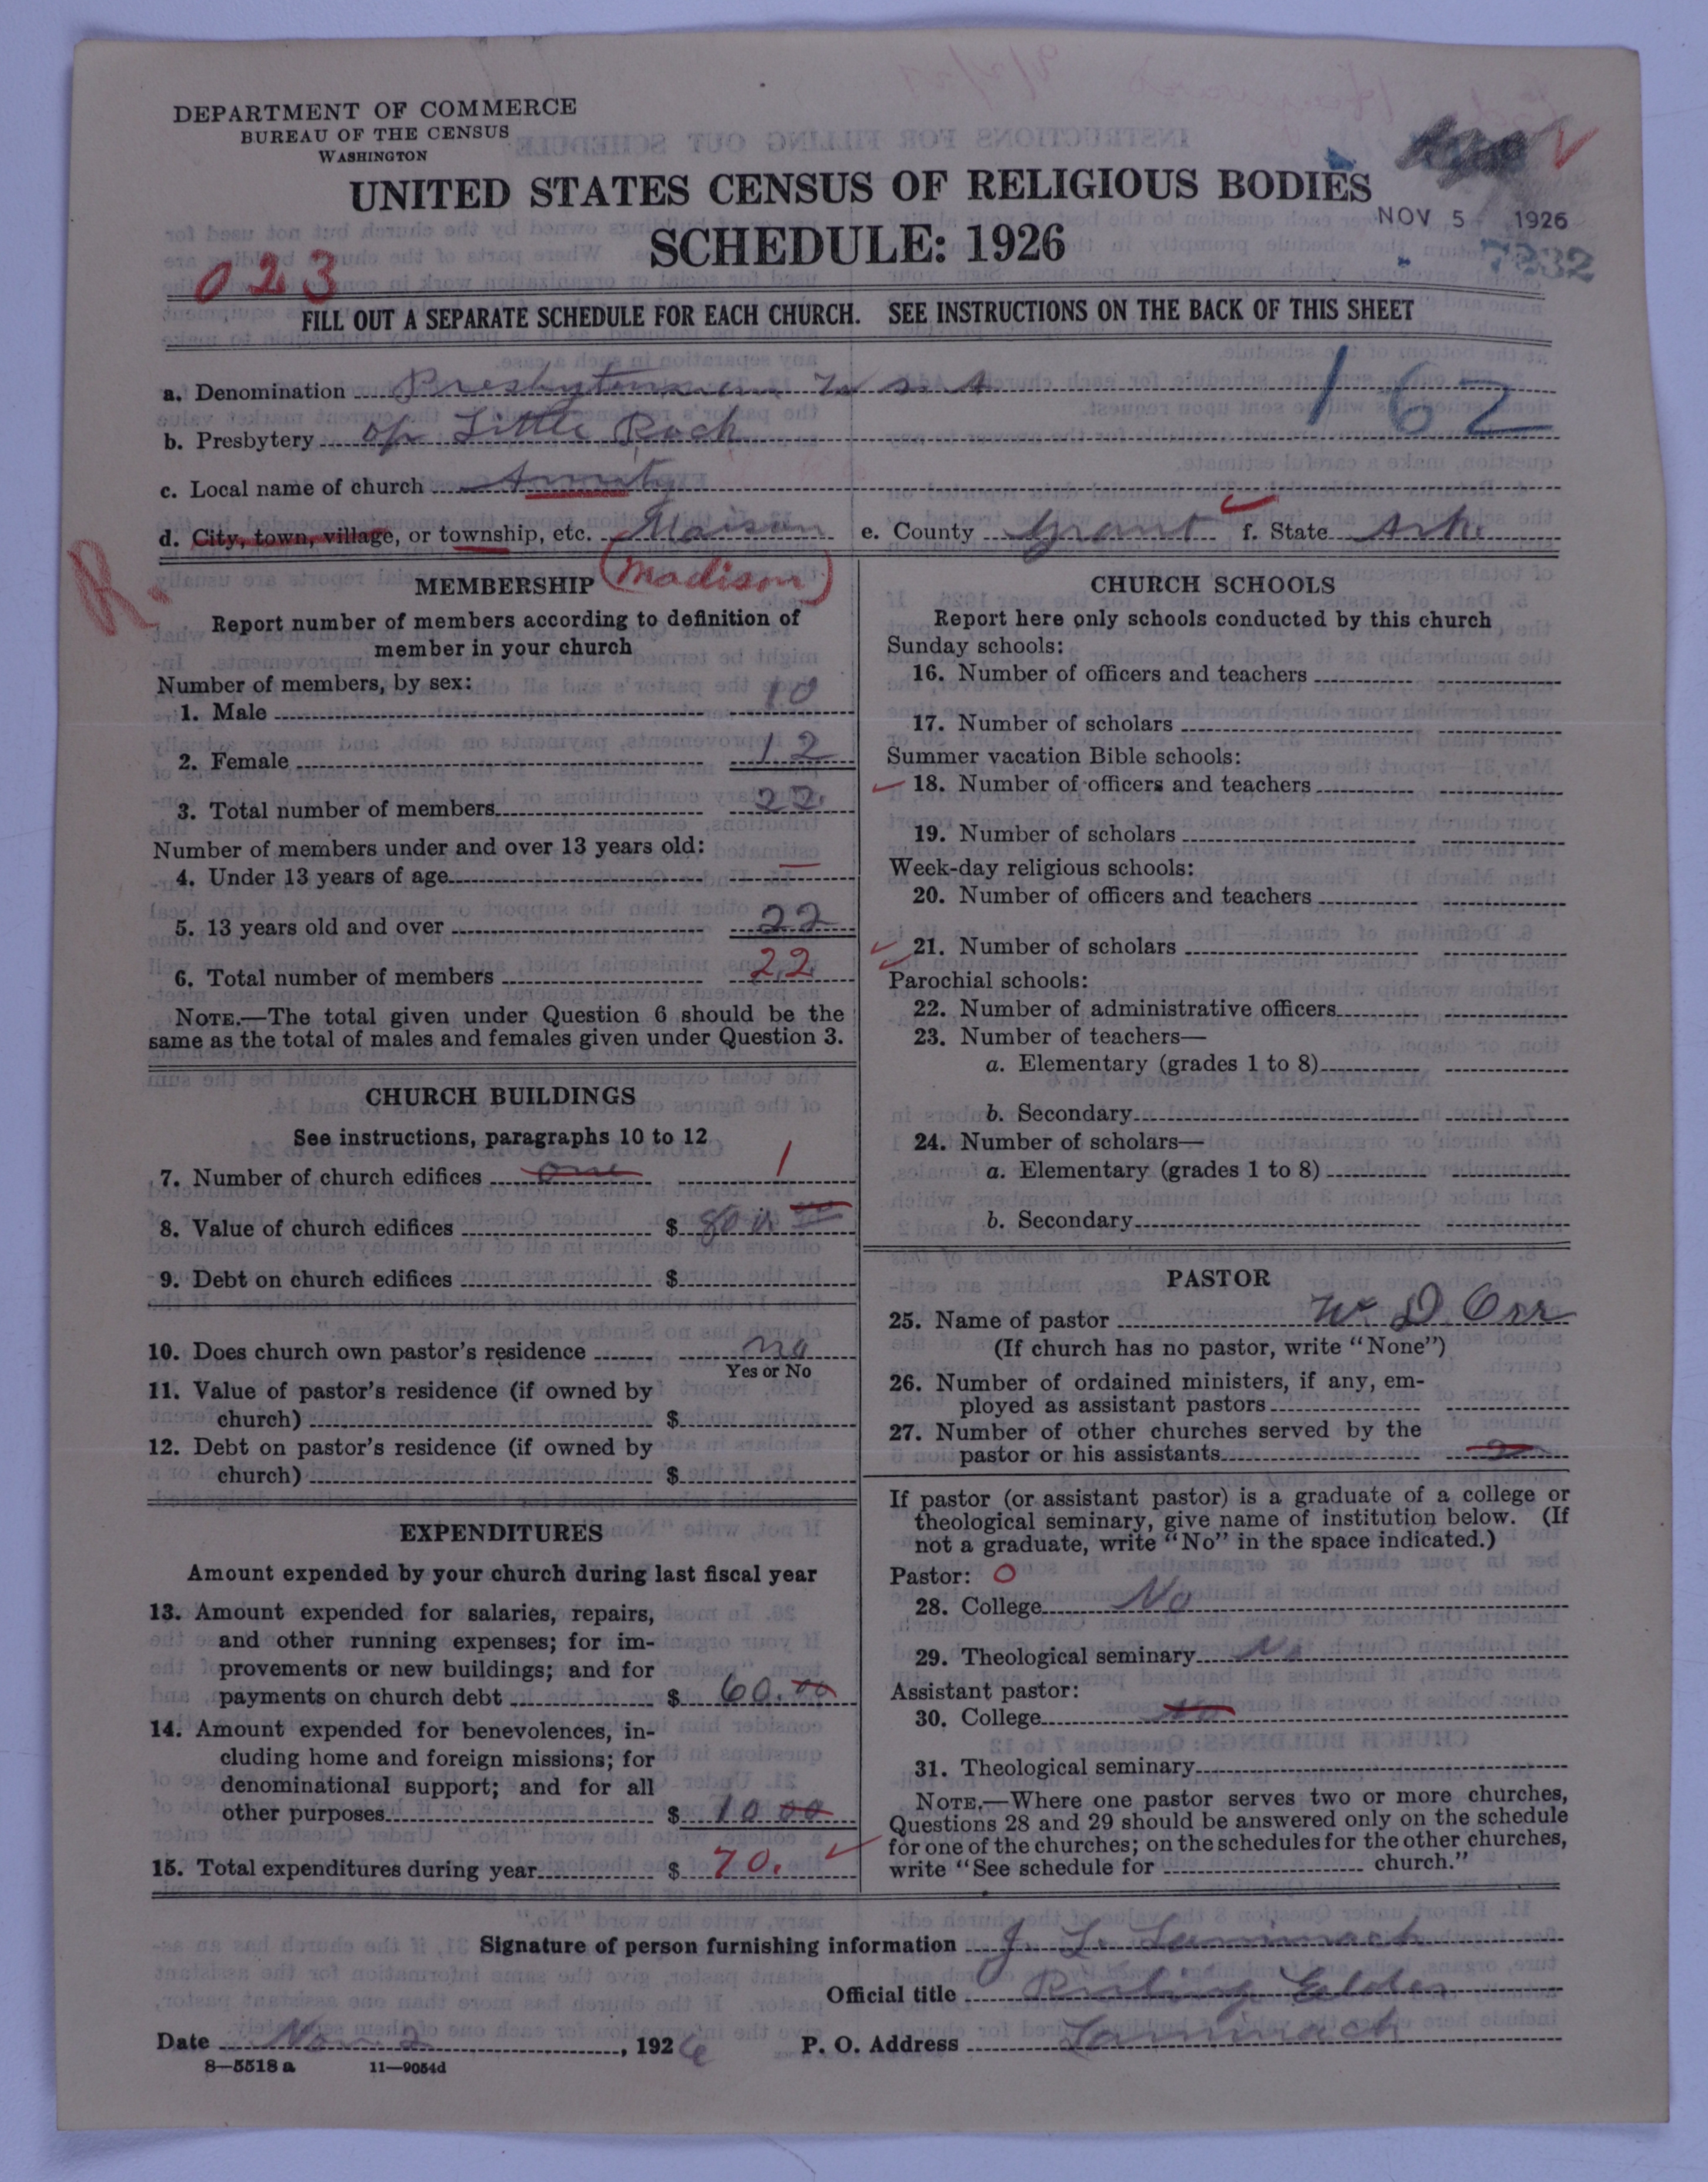 DEPARTMENT OF COMMERCE
BUREAU OF THE CENSUS
WASHINGTON
UNITED STATES CENSUS OF RELIGIOUS BODIES
NOV 5 1926
SCHEDULE: 1926
7232
023
FILL OUT A SEPARATE SCHEDULE FOR EACH CHURCH. SEE INSTRUCTIONS ON THE BACK OF THIS SHEET
a. Denomination Presbyterian U S A
162
b. Presbytery of Little Rock
c. Local name of church Amity
d. City, town, village, or township, etc. Maison e. County Grant f. State Ark.
R.
(Madison)
MEMBERSHIP
Report number of members according to definition of
member in your church
Number of members, by sex:
1. Male 10
2. Female 12
3. Total number of members 22
Number of members under and over 13 years old:
4. Under 13 years of age —
5. 13 years old and over 22
6. Total number of members 22
NOTE.—The total given under Question 6 should be the
same as the total of males and females given under Question 3.
CHURCH BUILDINGS
See instructions, paragraphs 10 to 12
7. Number of church edifices one 1
8. Value of church edifices $ 800 00
9. Debt on church edifices $
10. Does church own pastor's residence no
Yes or No
11. Value of pastor's residence (if owned by
church) $
12. Debt on pastor's residence (if owned by
church) $
EXPENDITURES
Amount expended by your church during last fiscal year
13. Amount expended for salaries, repairs,
and other running expenses; for im-
provements or new buildings; and for
payments on church debt $ 60.00
14. Amount expended for benevolences, in-
cluding home and foreign missions; for
denominational support; and for all
other purposes $ 10 00
15. Total expenditures during year $ 70.
CHURCH SCHOOLS
Report here only schools conducted by this church
Sunday schools:
16. Number of officers and teachers
17. Number of scholars
Summer vacation Bible schools:
18. Number of officers and teachers
19. Number of scholars
Week-day religious schools:
20. Number of officers and teachers
21. Number of scholars
Parochial schools:
22. Number of administrative officers
23. Number of teachers—
a. Elementary (grades 1 to 8)
b. Secondary
24. Number of scholars—
a. Elementary (grades 1 to 8)
b. Secondary
PASTOR
25. Name of pastor W. D. Orr
(If church has no pastor, write "None")
26. Number of ordained ministers, if any, em-
ployed as assistant pastors
27. Number of other churches served by the
pastor or his assistants 2
If pastor (or assistant pastor) is a graduate of a college or
theological seminary, give name of institution below. (If
not a graduate, write "No" in the space indicated.)
Pastor: O
28. College No
29. Theological seminary No
Assistant pastor:
30. College No
31. Theological seminary
NOTE.—Where one pastor serves two or more churches,
Questions 28 and 29 should be answered only on the schedule
for one of the churches; on the schedules for the other churches,
write "See schedule for church."
Signature of person furnishing information J. L.
Official title Ruling Elder
Date Nov 2, 1926 P. O. Address
8—5518 a 11—9054d